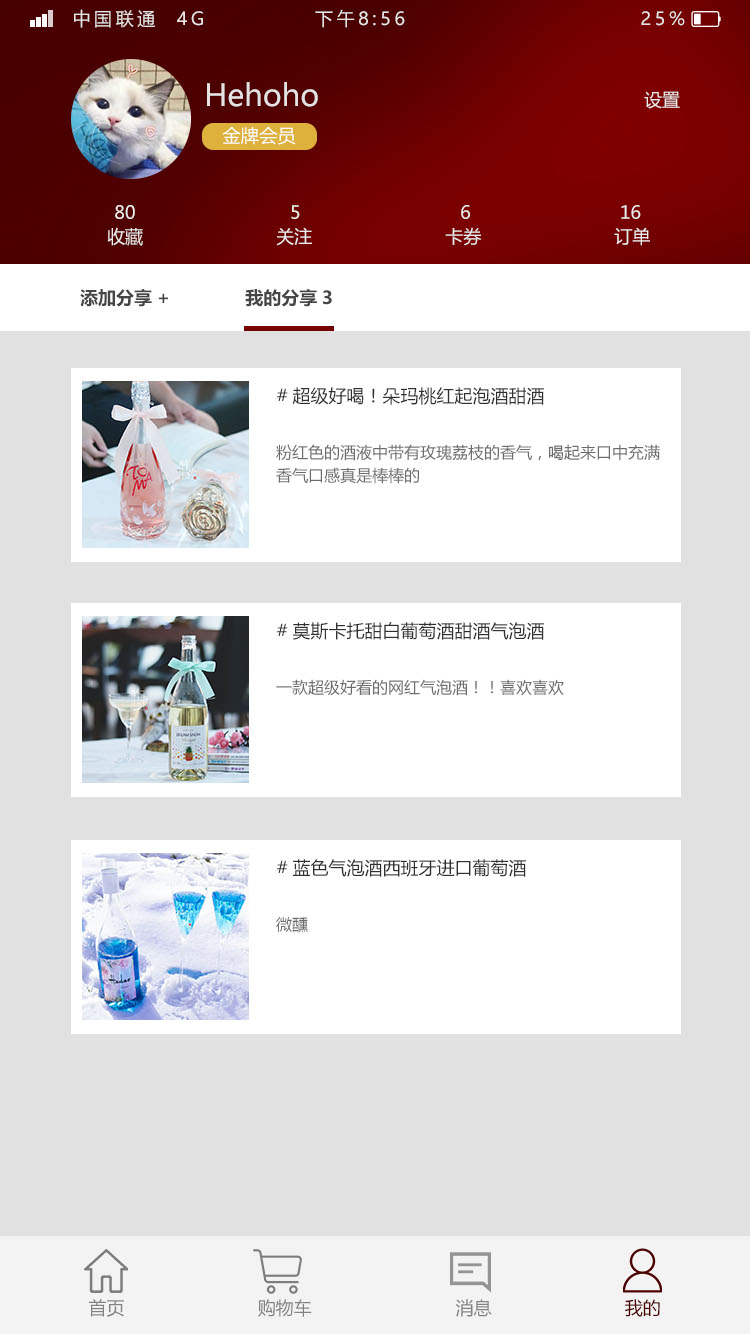 中国联通 4G 下午8:56 25%
Hehoho
设置
金牌会员
80 5 6 16
收藏 关注 卡券 订单
添加分享 + 我的分享 3
# 超级好喝！朵玛桃红起泡酒甜酒
粉红色的酒液中带有玫瑰荔枝的香气，喝起来口中充满
香气口感真是棒棒的
TO
MA
# 莫斯卡托甜白葡萄酒甜酒气泡酒
一款超级好看的网红气泡酒！！喜欢喜欢
# 蓝色气泡酒西班牙进口葡萄酒
微醺
首页 购物车 消息 我的